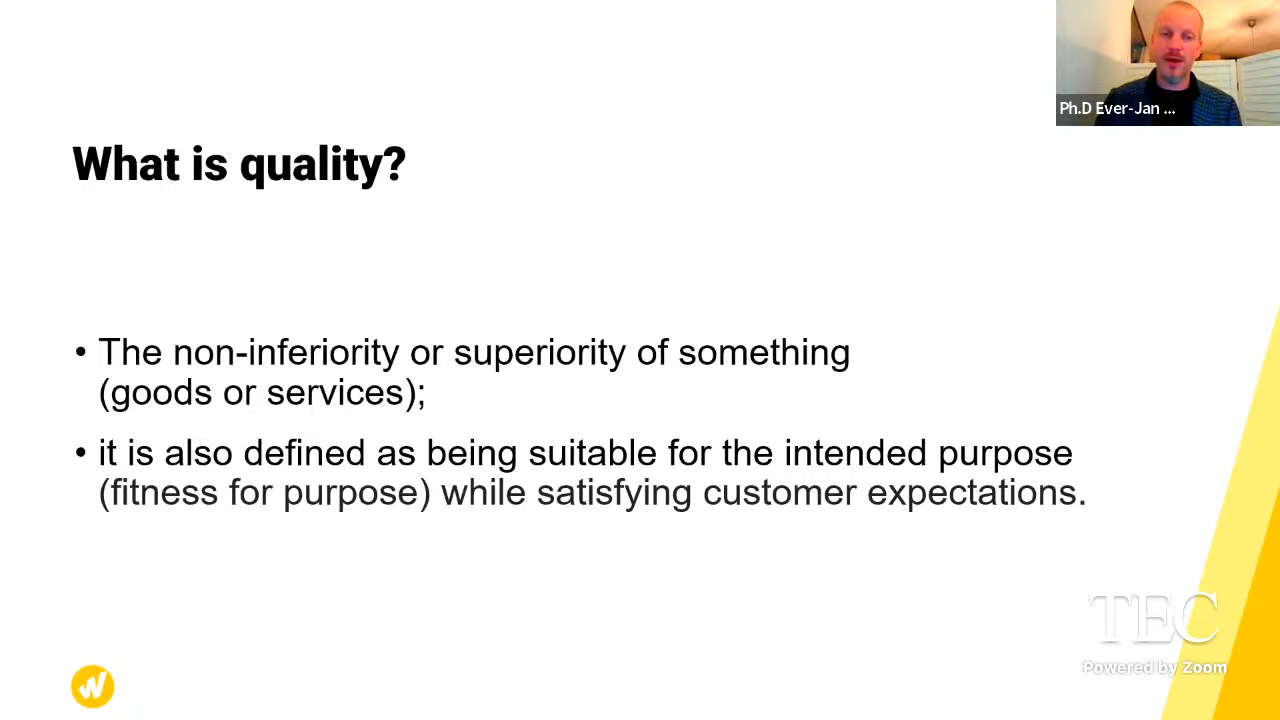 Ph.D Ever-Jan ...
What is quality?
• The non-inferiority or superiority of something
(goods or services);
• it is also defined as being suitable for the intended purpose
(fitness for purpose) while satisfying customer expectations.
TEC
Powered by Zoom